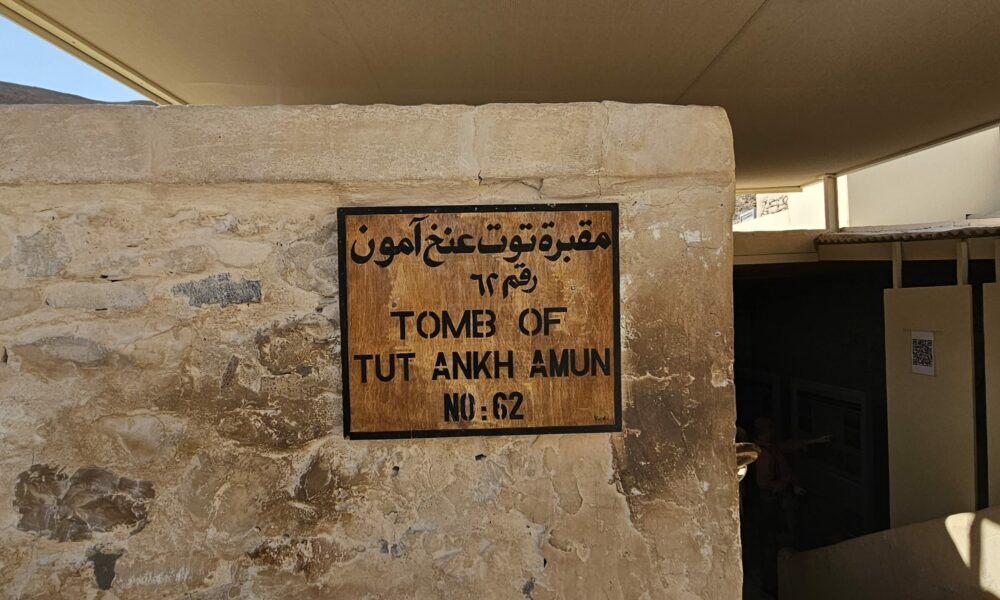 مقبرة توت عنخ آمون
رقم ٦٢
TOMB OF
TUT ANKH AMUN
NO: 62